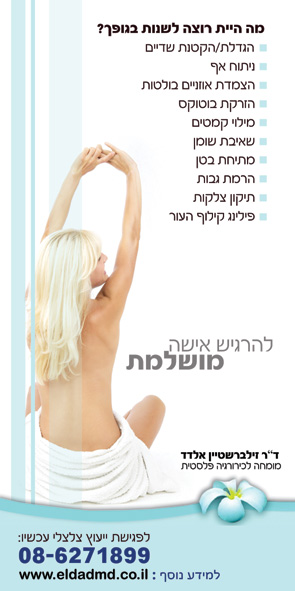 מה היית רוצה לשנות בגופך?
הגדלת/הקטנת שדיים
ניתוח אף
הצמדת אוזניים בולטות
הזרקת בוטוקס
מילוי קמטים
שאיבת שומן
מתיחת בטן
הרמת גבות
תיקון צלקות
פילינג קילוף העור
להרגיש אישה
מושלמת
ד"ר זילברשטיין אלדד
מומחה לכירורגיה פלסטית
לפגישת ייעוץ צלצלי עכשיו:
08-6271899
למידע נוסף : www.eldadmd.co.il